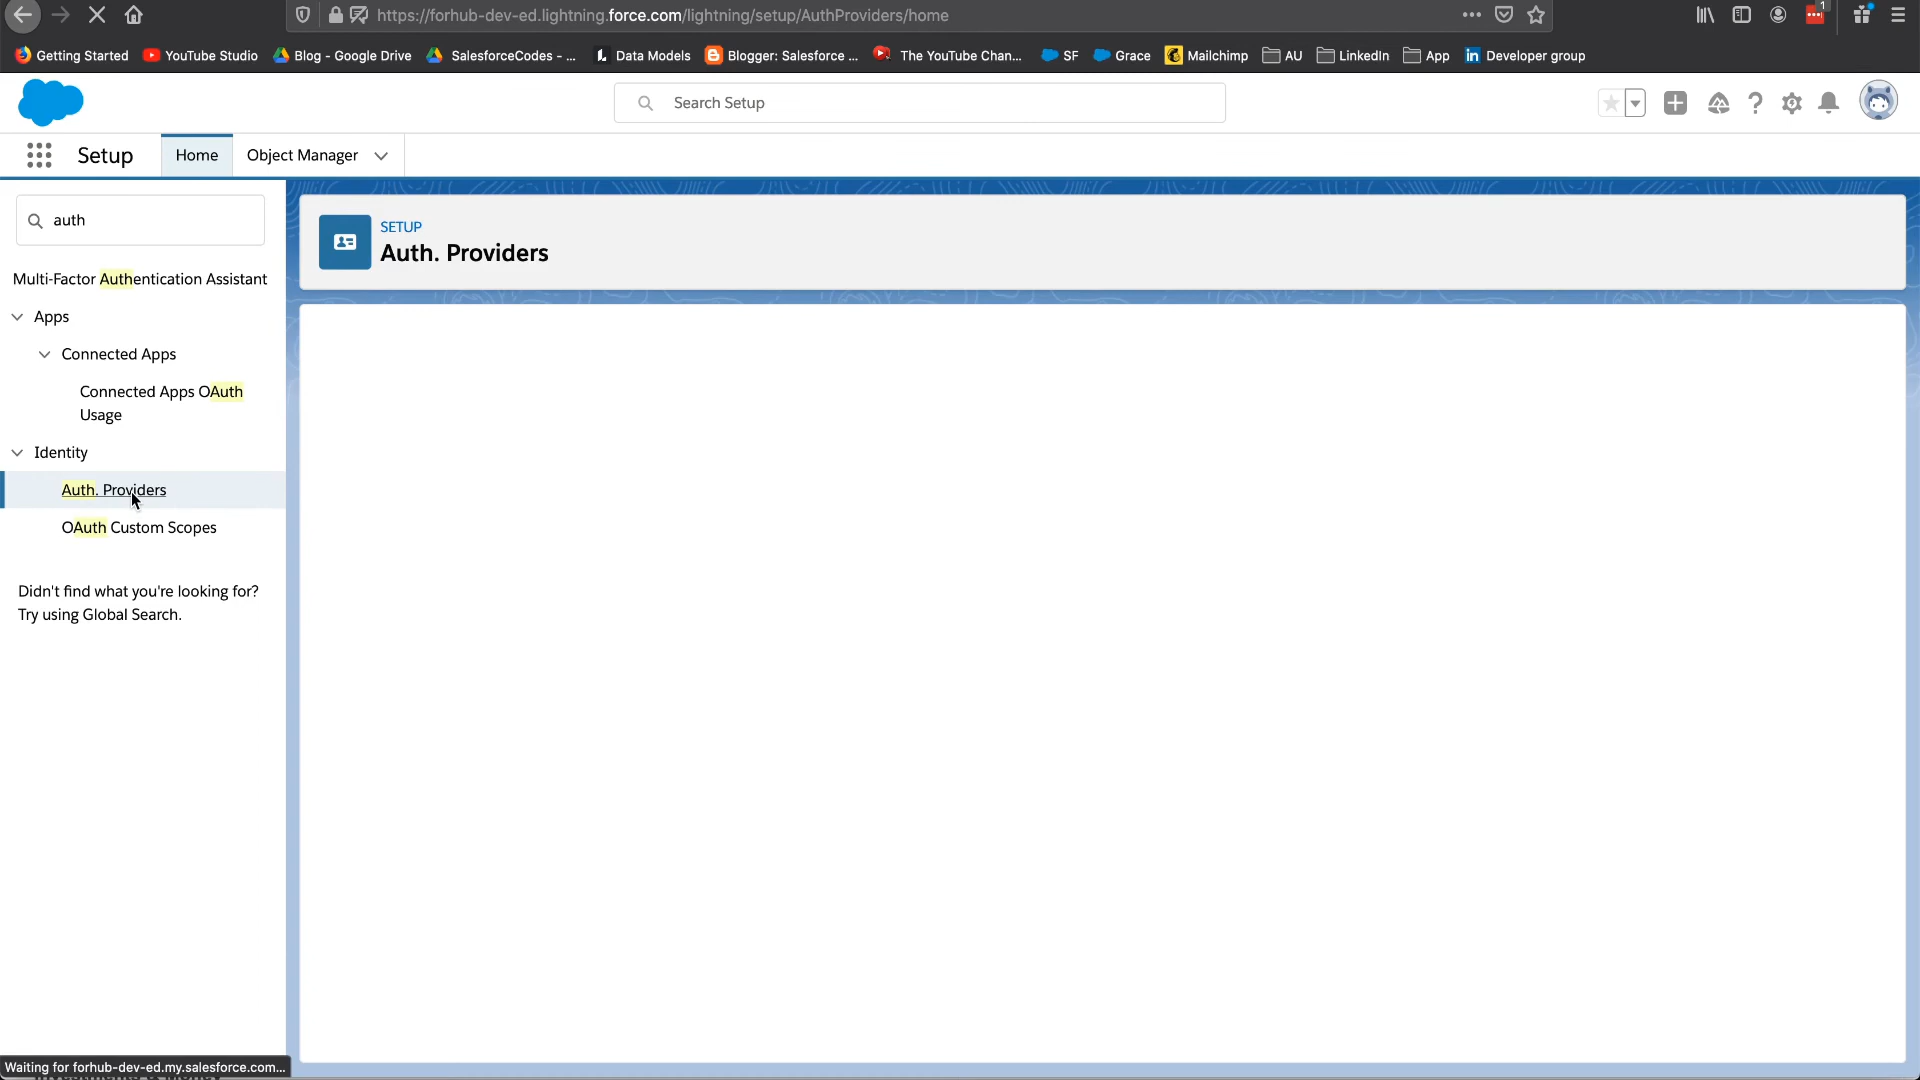 https://forhub-dev-ed.lightning.force.com/lightning/setup/AuthProviders/home
1
Getting Started YouTube Studio Blog - Google Drive SalesforceCodes - ... Data Models Blogger: Salesforce ... The YouTube Chan... SF Grace Mailchimp AU LinkedIn App Developer group
Search Setup
Setup Home Object Manager
auth
SETUP
Auth. Providers
Multi-Factor Authentication Assistant
Apps
Connected Apps
Connected Apps OAuth
Usage
Identity
Auth. Providers
OAuth Custom Scopes
Didn't find what you're looking for?
Try using Global Search.
Waiting for forhub-dev-ed.my.salesforce.com...